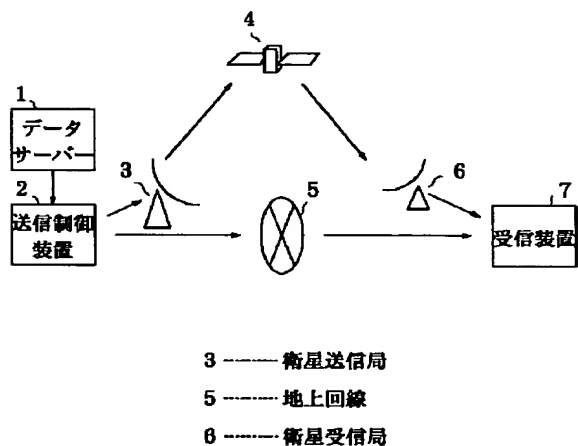 4
1
データ
サーバー
2
送信制御
装置
3
5
6
7
受信装置
3 ------ 衛星送信局
5 ------ 地上回線
6 ------ 衛星受信局